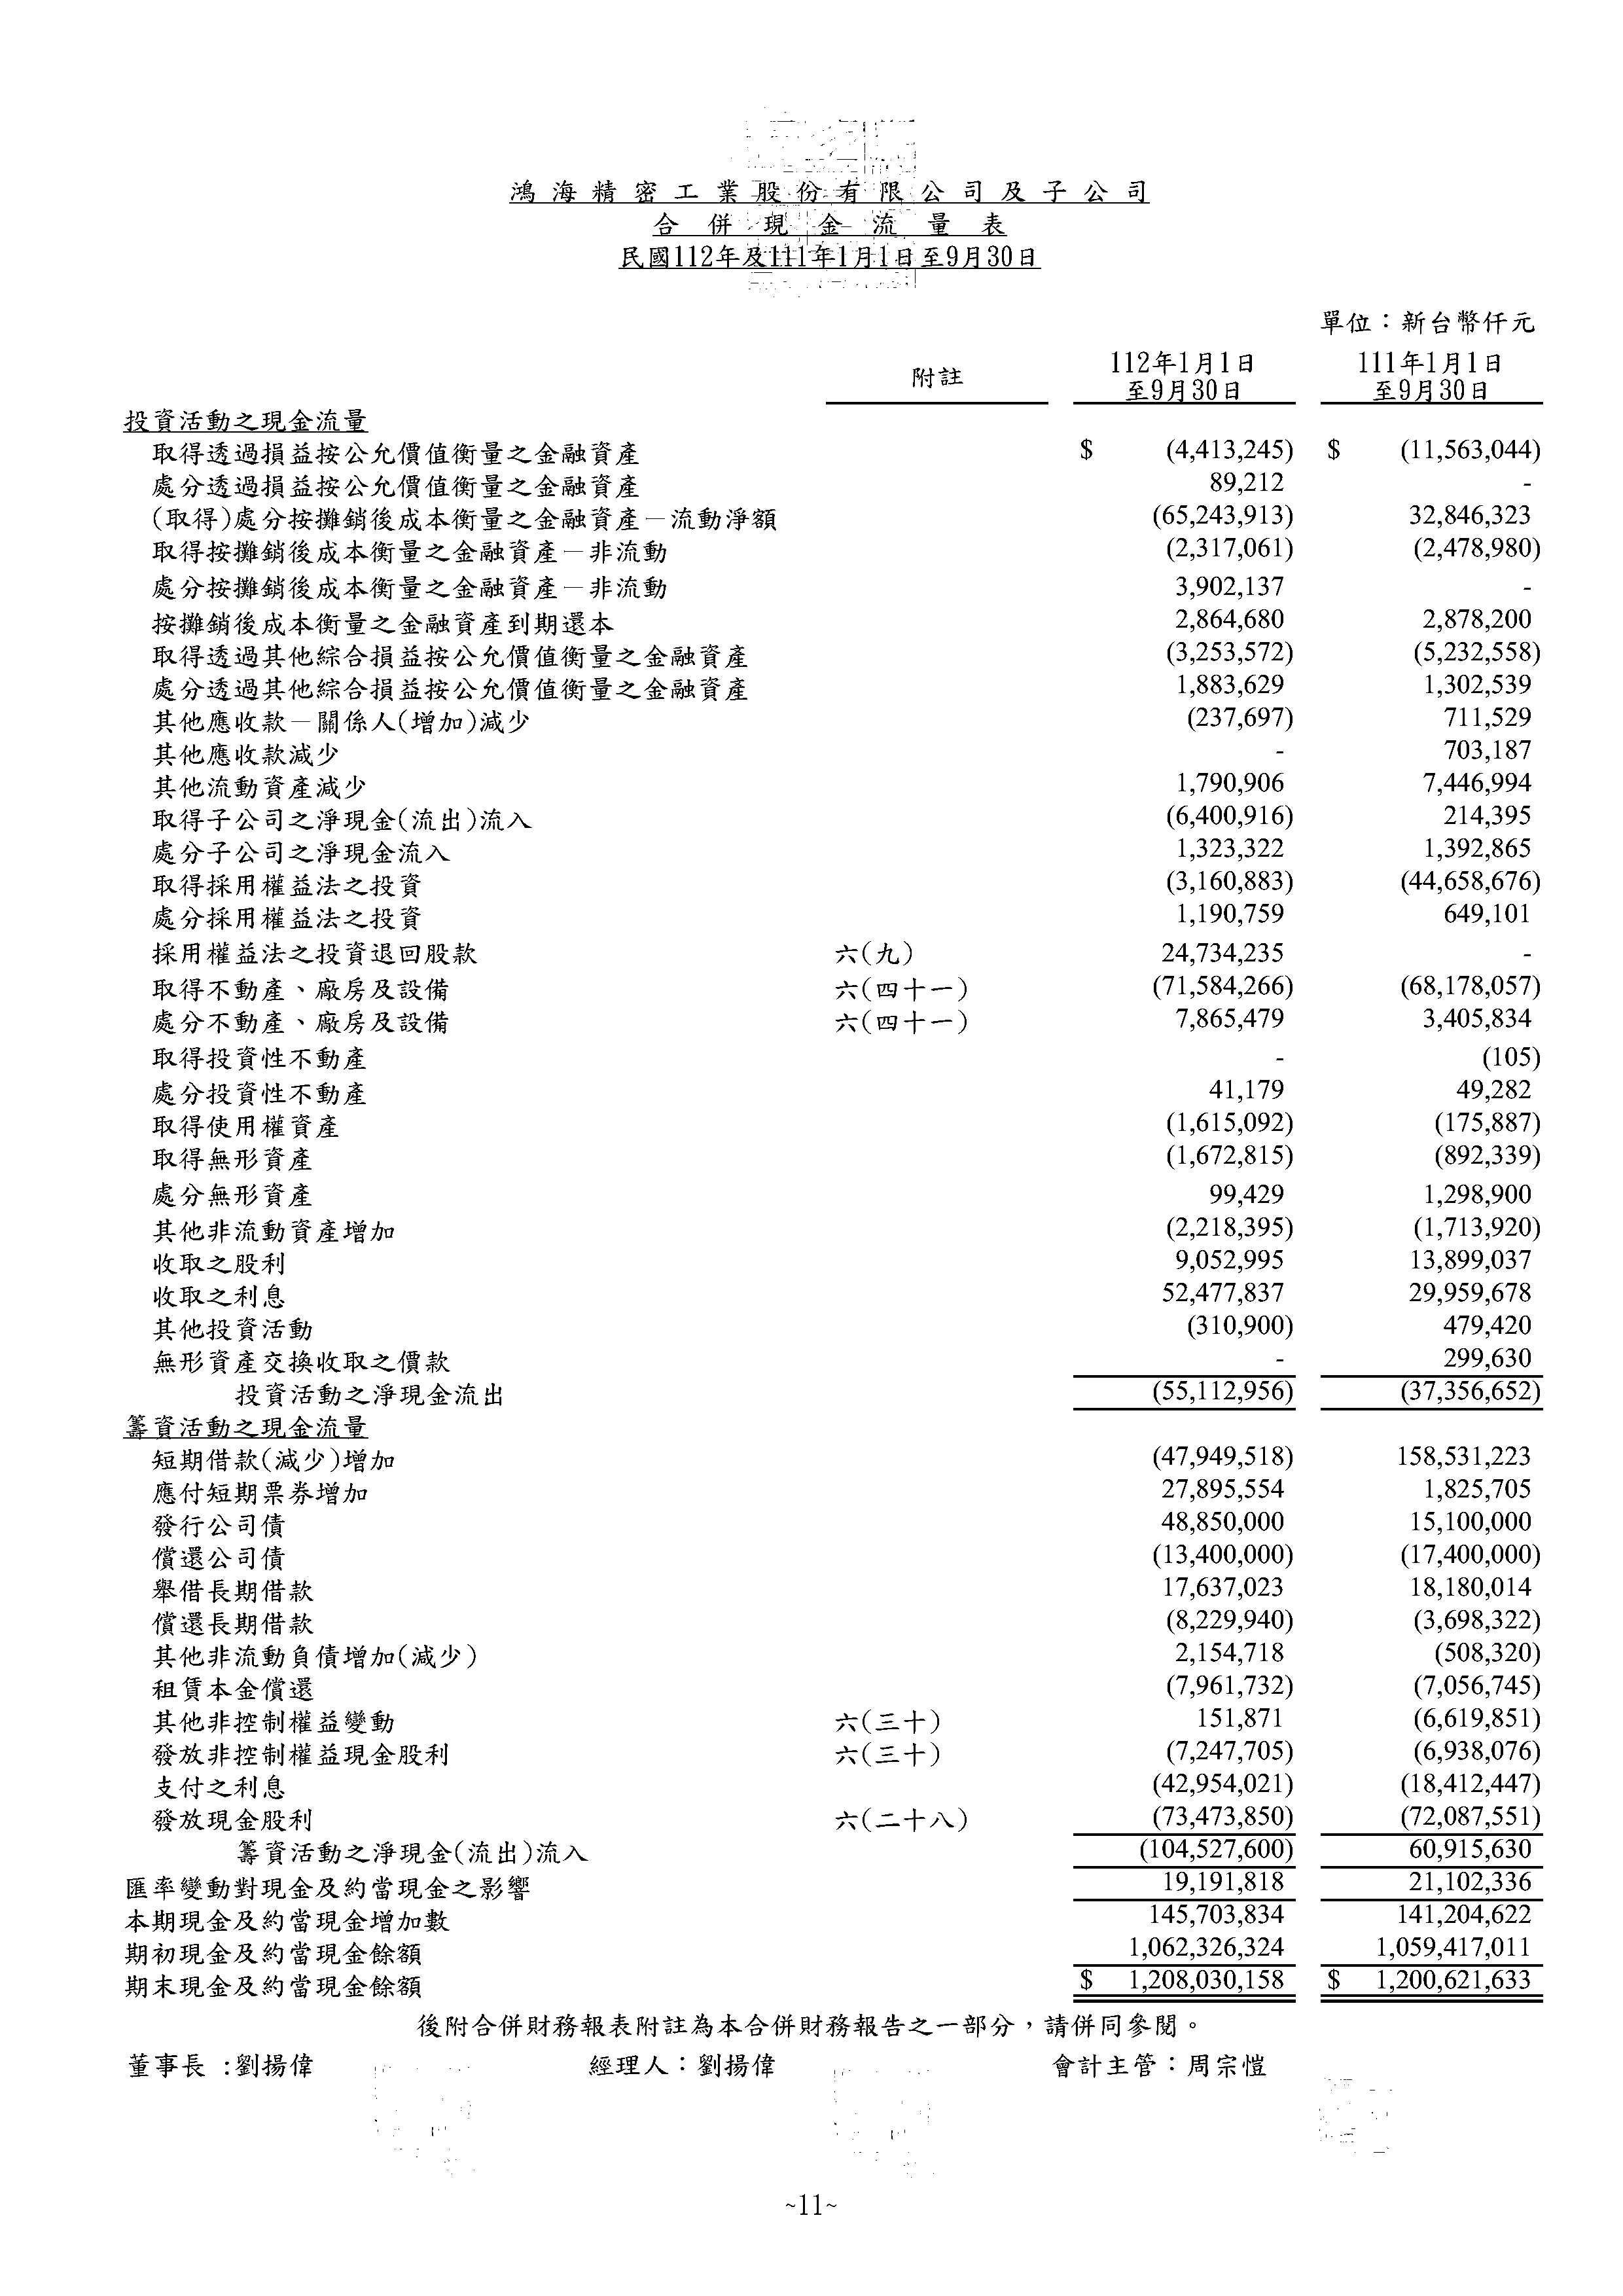 鴻海精密工業股份有限公司及子公司
合併現金流量表
民國112年及111年1月1日至9月30日
單位：新台幣仟元
附註 112年1月1日至9月30日 111年1月1日至9月30日
投資活動之現金流量
取得透過損益按公允價值衡量之金融資產 $ (4,413,245) $ (11,563,044)
處分透過損益按公允價值衡量之金融資產 89,212 -
(取得)處分按攤銷後成本衡量之金融資產－流動淨額 (65,243,913) 32,846,323
取得按攤銷後成本衡量之金融資產－非流動 (2,317,061) (2,478,980)
處分按攤銷後成本衡量之金融資產－非流動 3,902,137 -
按攤銷後成本衡量之金融資產到期還本 2,864,680 2,878,200
取得透過其他綜合損益按公允價值衡量之金融資產 (3,253,572) (5,232,558)
處分透過其他綜合損益按公允價值衡量之金融資產 1,883,629 1,302,539
其他應收款－關係人(增加)減少 (237,697) 711,529
其他應收款減少 - 703,187
其他流動資產減少 1,790,906 7,446,994
取得子公司之淨現金(流出)流入 (6,400,916) 214,395
處分子公司之淨現金流入 1,323,322 1,392,865
取得採用權益法之投資 (3,160,883) (44,658,676)
處分採用權益法之投資 1,190,759 649,101
採用權益法之投資退回股款 六(九) 24,734,235 -
取得不動產、廠房及設備 六(四十一) (71,584,266) (68,178,057)
處分不動產、廠房及設備 六(四十一) 7,865,479 3,405,834
取得投資性不動產 - (105)
處分投資性不動產 41,179 49,282
取得使用權資產 (1,615,092) (175,887)
取得無形資產 (1,672,815) (892,339)
處分無形資產 99,429 1,298,900
其他非流動資產增加 (2,218,395) (1,713,920)
收取之股利 9,052,995 13,899,037
收取之利息 52,477,837 29,959,678
其他投資活動 (310,900) 479,420
無形資產交換收取之價款 - 299,630
投資活動之淨現金流出 (55,112,956) (37,356,652)
籌資活動之現金流量
短期借款(減少)增加 (47,949,518) 158,531,223
應付短期票券增加 27,895,554 1,825,705
發行公司債 48,850,000 15,100,000
償還公司債 (13,400,000) (17,400,000)
舉借長期借款 17,637,023 18,180,014
償還長期借款 (8,229,940) (3,698,322)
其他非流動負債增加(減少) 2,154,718 (508,320)
租賃本金償還 (7,961,732) (7,056,745)
其他非控制權益變動 六(三十) 151,871 (6,619,851)
發放非控制權益現金股利 六(三十) (7,247,705) (6,938,076)
支付之利息 (42,954,021) (18,412,447)
發放現金股利 六(二十八) (73,473,850) (72,087,551)
籌資活動之淨現金(流出)流入 (104,527,600) 60,915,630
匯率變動對現金及約當現金之影響 19,191,818 21,102,336
本期現金及約當現金增加數 145,703,834 141,204,622
期初現金及約當現金餘額 1,062,326,324 1,059,417,011
期末現金及約當現金餘額 $ 1,208,030,158 $ 1,200,621,633
後附合併財務報表附註為本合併財務報告之一部分，請併同參閱。
董事長 :劉揚偉 經理人：劉揚偉 會計主管：周宗愷
~11~